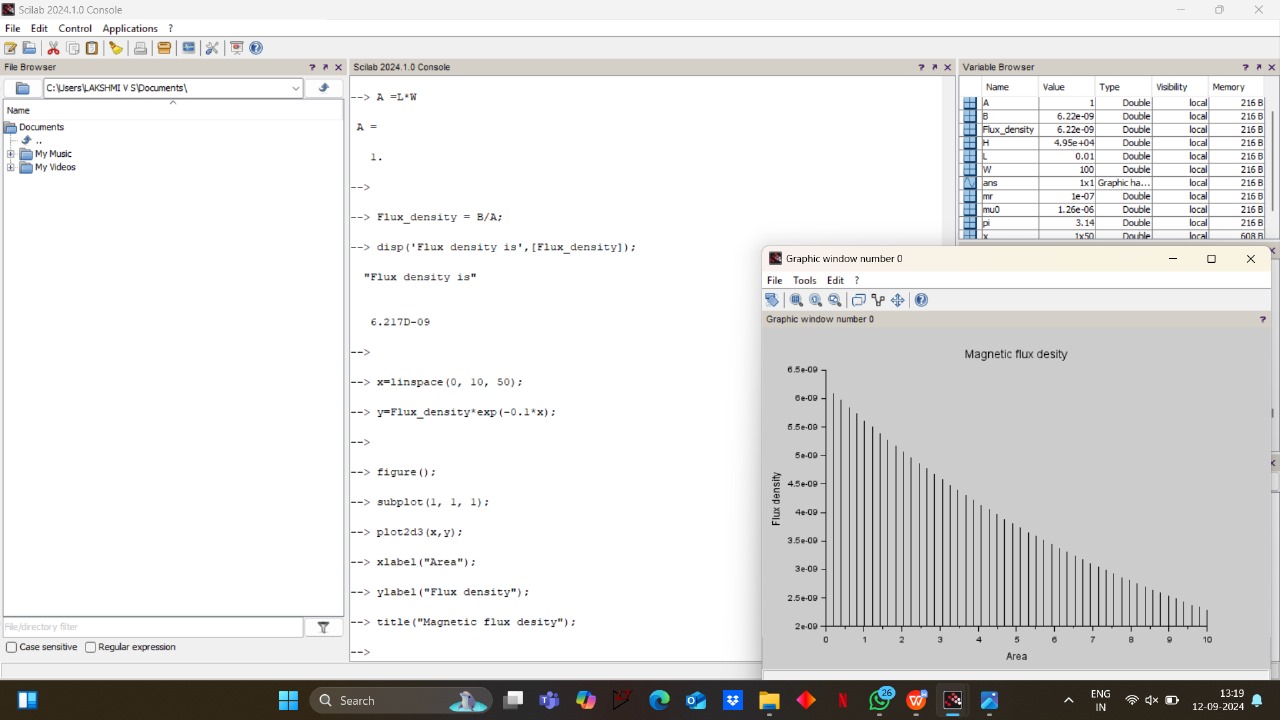 Scilab 2024.1.0 Console
File Edit Control Applications ?
File Browser ? ↗ ✕
C:\Users\LAKSHMI V S\Documents\
Name
Documents
..
My Music
My Videos
File/directory filter
Case sensitive Regular expression
Scilab 2024.1.0 Console ? ↗ ✕
--> A =L*W
A =
1.
-->
--> Flux_density = B/A;
--> disp('Flux density is',[Flux_density]);
"Flux density is"
6.217D-09
-->
--> x=linspace(0, 10, 50);
--> y=Flux_density*exp(-0.1*x);
-->
--> figure();
--> subplot(1, 1, 1);
--> plot2d3(x,y);
--> xlabel("Area");
--> ylabel("Flux density");
--> title("Magnetic flux desity");
-->
Variable Browser ? ↗ ✕
Name Value Type Visibility Memory
A 1 Double local 216 B
B 6.22e-09 Double local 216 B
Flux_density 6.22e-09 Double local 216 B
H 4.95e+04 Double local 216 B
L 0.01 Double local 216 B
W 100 Double local 216 B
ans 1x1 Graphic ha... local 216 B
mr 1e-07 Double local 216 B
mu0 1.26e-06 Double local 216 B
pi 3.14 Double local 216 B
x 1x50 Double local 608 B
Graphic window number 0
File Tools Edit ?
Graphic window number 0 ?
Magnetic flux desity
6.5e-09
6e-09
5.5e-09
5e-09
4.5e-09
4e-09
3.5e-09
3e-09
2.5e-09
2e-09
Flux density
0 1 2 3 4 5 6 7 8 9 10
Area
Search
26
ENG
IN
13:19
12-09-2024